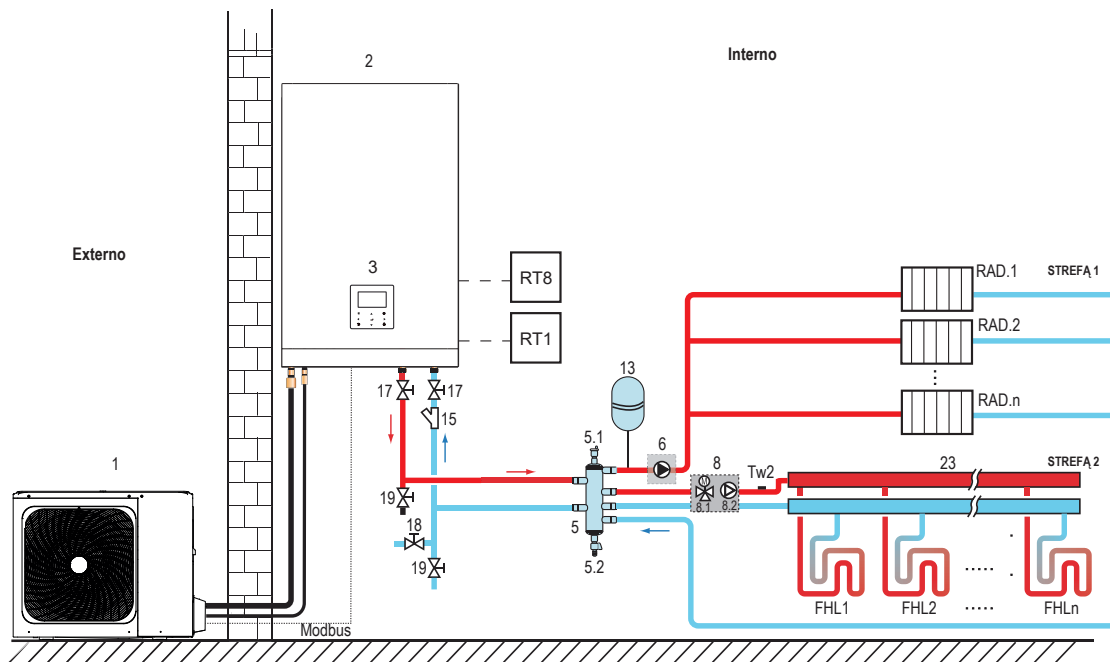 2
Interno
Externo
3
RT8
RT1
RAD.1
STREFĄ 1
RAD.2
RAD.n
17
17
15
13
5.1
6
8
Tw2
23
STREFĄ 2
M
8.1
8.2
1
19
18
5
19
5.2
FHL1
FHL2
FHLn
Modbus